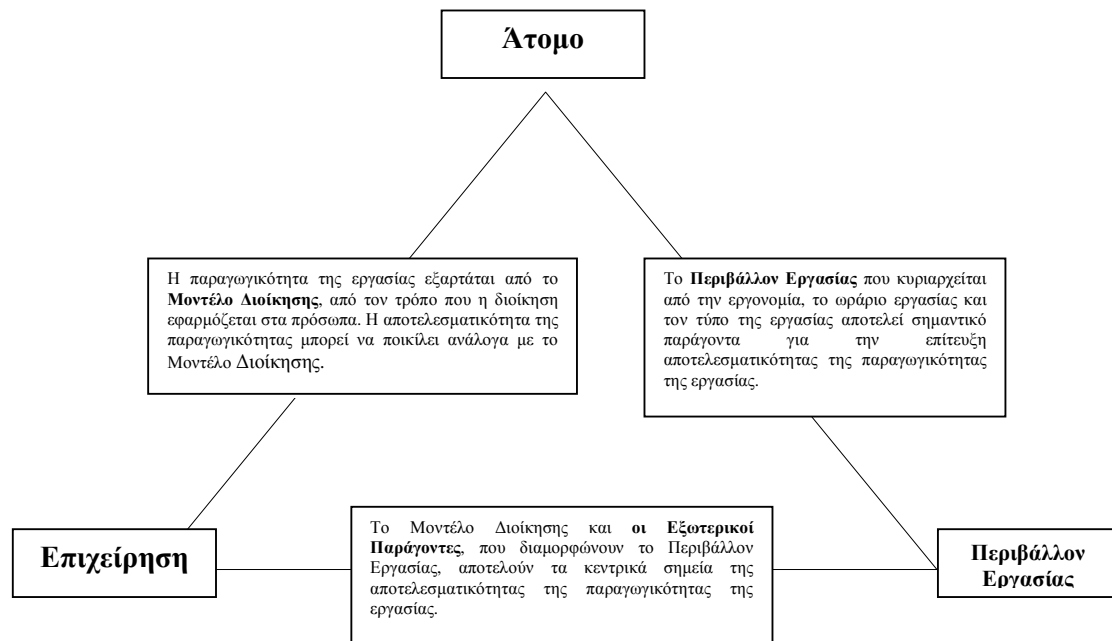 Άτομο
Η παραγωγικότητα της εργασίας εξαρτάται από το
Μοντέλο Διοίκησης, από τον τρόπο που η διοίκηση
εφαρμόζεται στα πρόσωπα. Η αποτελεσματικότητα της
παραγωγικότητας μπορεί να ποικίλει ανάλογα με το
Μοντέλο Διοίκησης.
Το Περιβάλλον Εργασίας που κυριαρχείται
από την εργονομία, το ωράριο εργασίας και
τον τύπο της εργασίας αποτελεί σημαντικό
παράγοντα για την επίτευξη
αποτελεσματικότητας της παραγωγικότητας
της εργασίας.
Επιχείρηση
Το Μοντέλο Διοίκησης και οι Εξωτερικοί
Παράγοντες, που διαμορφώνουν το Περιβάλλον
Εργασίας, αποτελούν τα κεντρικά σημεία της
αποτελεσματικότητας της παραγωγικότητας της
εργασίας.
Περιβάλλον
Εργασίας